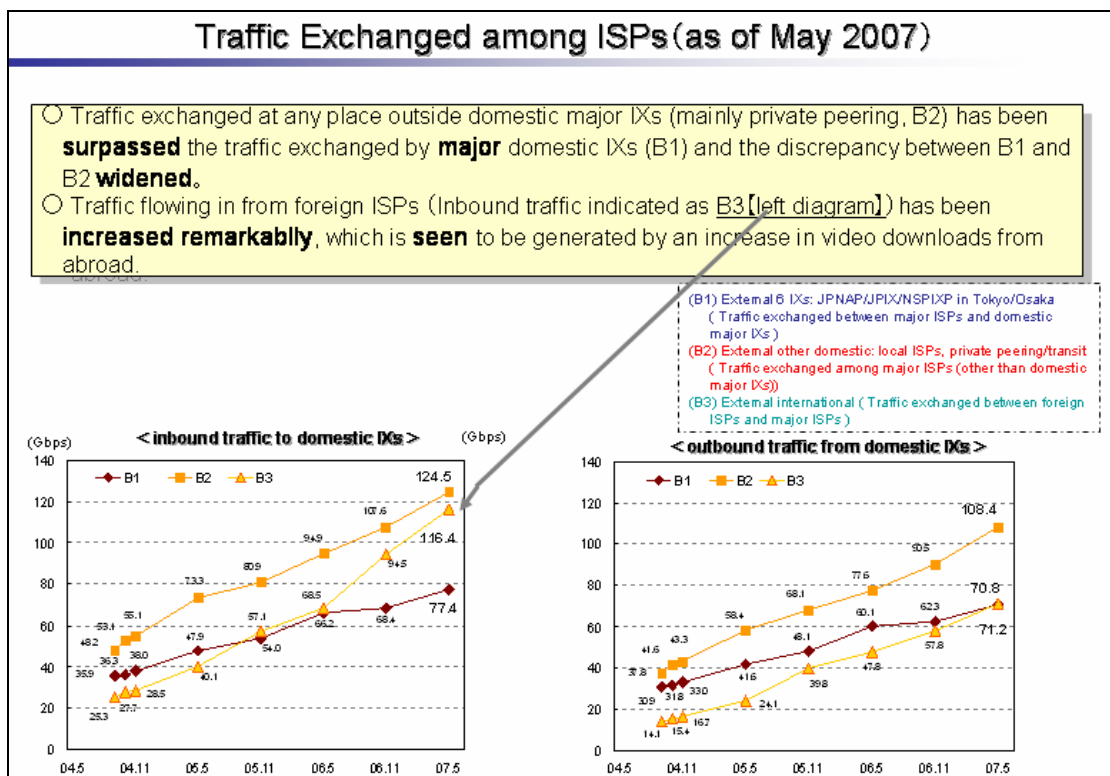 Traffic Exchanged among ISPs(as of May 2007)
○ Traffic exchanged at any place outside domestic major IXs (mainly private peering, B2) has been
surpassed the traffic exchanged by major domestic IXs (B1) and the discrepancy between B1 and
B2 widened。
○ Traffic flowing in from foreign ISPs (Inbound traffic indicated as B3【left diagram】) has been
increased remarkablly, which is seen to be generated by an increase in video downloads from
abroad.
(B1) External 6 IXs: JPNAP/JPIX/NSPIXP in Tokyo/Osaka
( Traffic exchanged between major ISPs and domestic
major IXs )
(B2) External other domestic: local ISPs, private peering/transit
( Traffic exchanged among major ISPs (other than domestic
major IXs))
(B3) External international ( Traffic exchanged between foreign
ISPs and major ISPs )
(Gbps)
<inbound traffic to domestic IXs>
140
120
100
80
60
40
20
0
B1 B2 B3
48.2 53.1 55.1 73.3 80.9 94.9 107.6 124.5
35.9 36.3 38.0 47.9 54.0 66.2 68.4 77.4
25.3 27.7 28.5 40.1 57.1 68.5 94.5 116.4
04.5 04.11 05.5 05.11 06.5 06.11 07.5
(Gbps)
<outbound traffic from domestic IXs>
140
120
100
80
60
40
20
0
B1 B2 B3
37.8 41.6 43.3 58.4 68.1 77.6 90.5 108.4
30.9 31.8 33.0 41.6 48.1 60.1 62.3 70.8
14.1 15.4 16.7 24.1 39.8 47.8 57.8 71.2
04.5 04.11 05.5 05.11 06.5 06.11 07.5